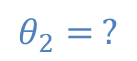 θ₂ = ?